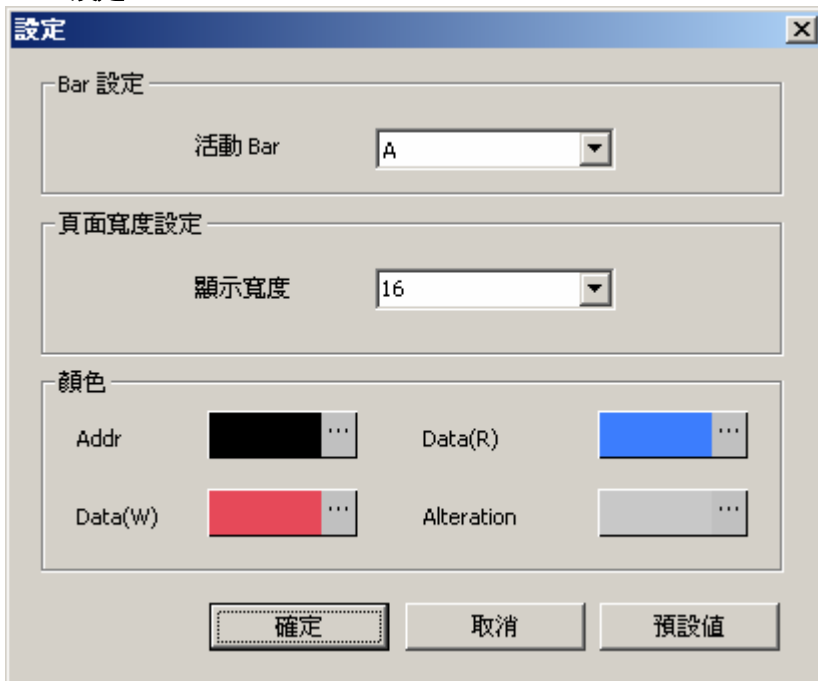 設定
Bar 設定
活動 Bar
A
頁面寬度設定
顯示寬度
16
顏色
Addr
...
Data(R)
...
Data(W)
...
Alteration
...
確定
取消
預設值